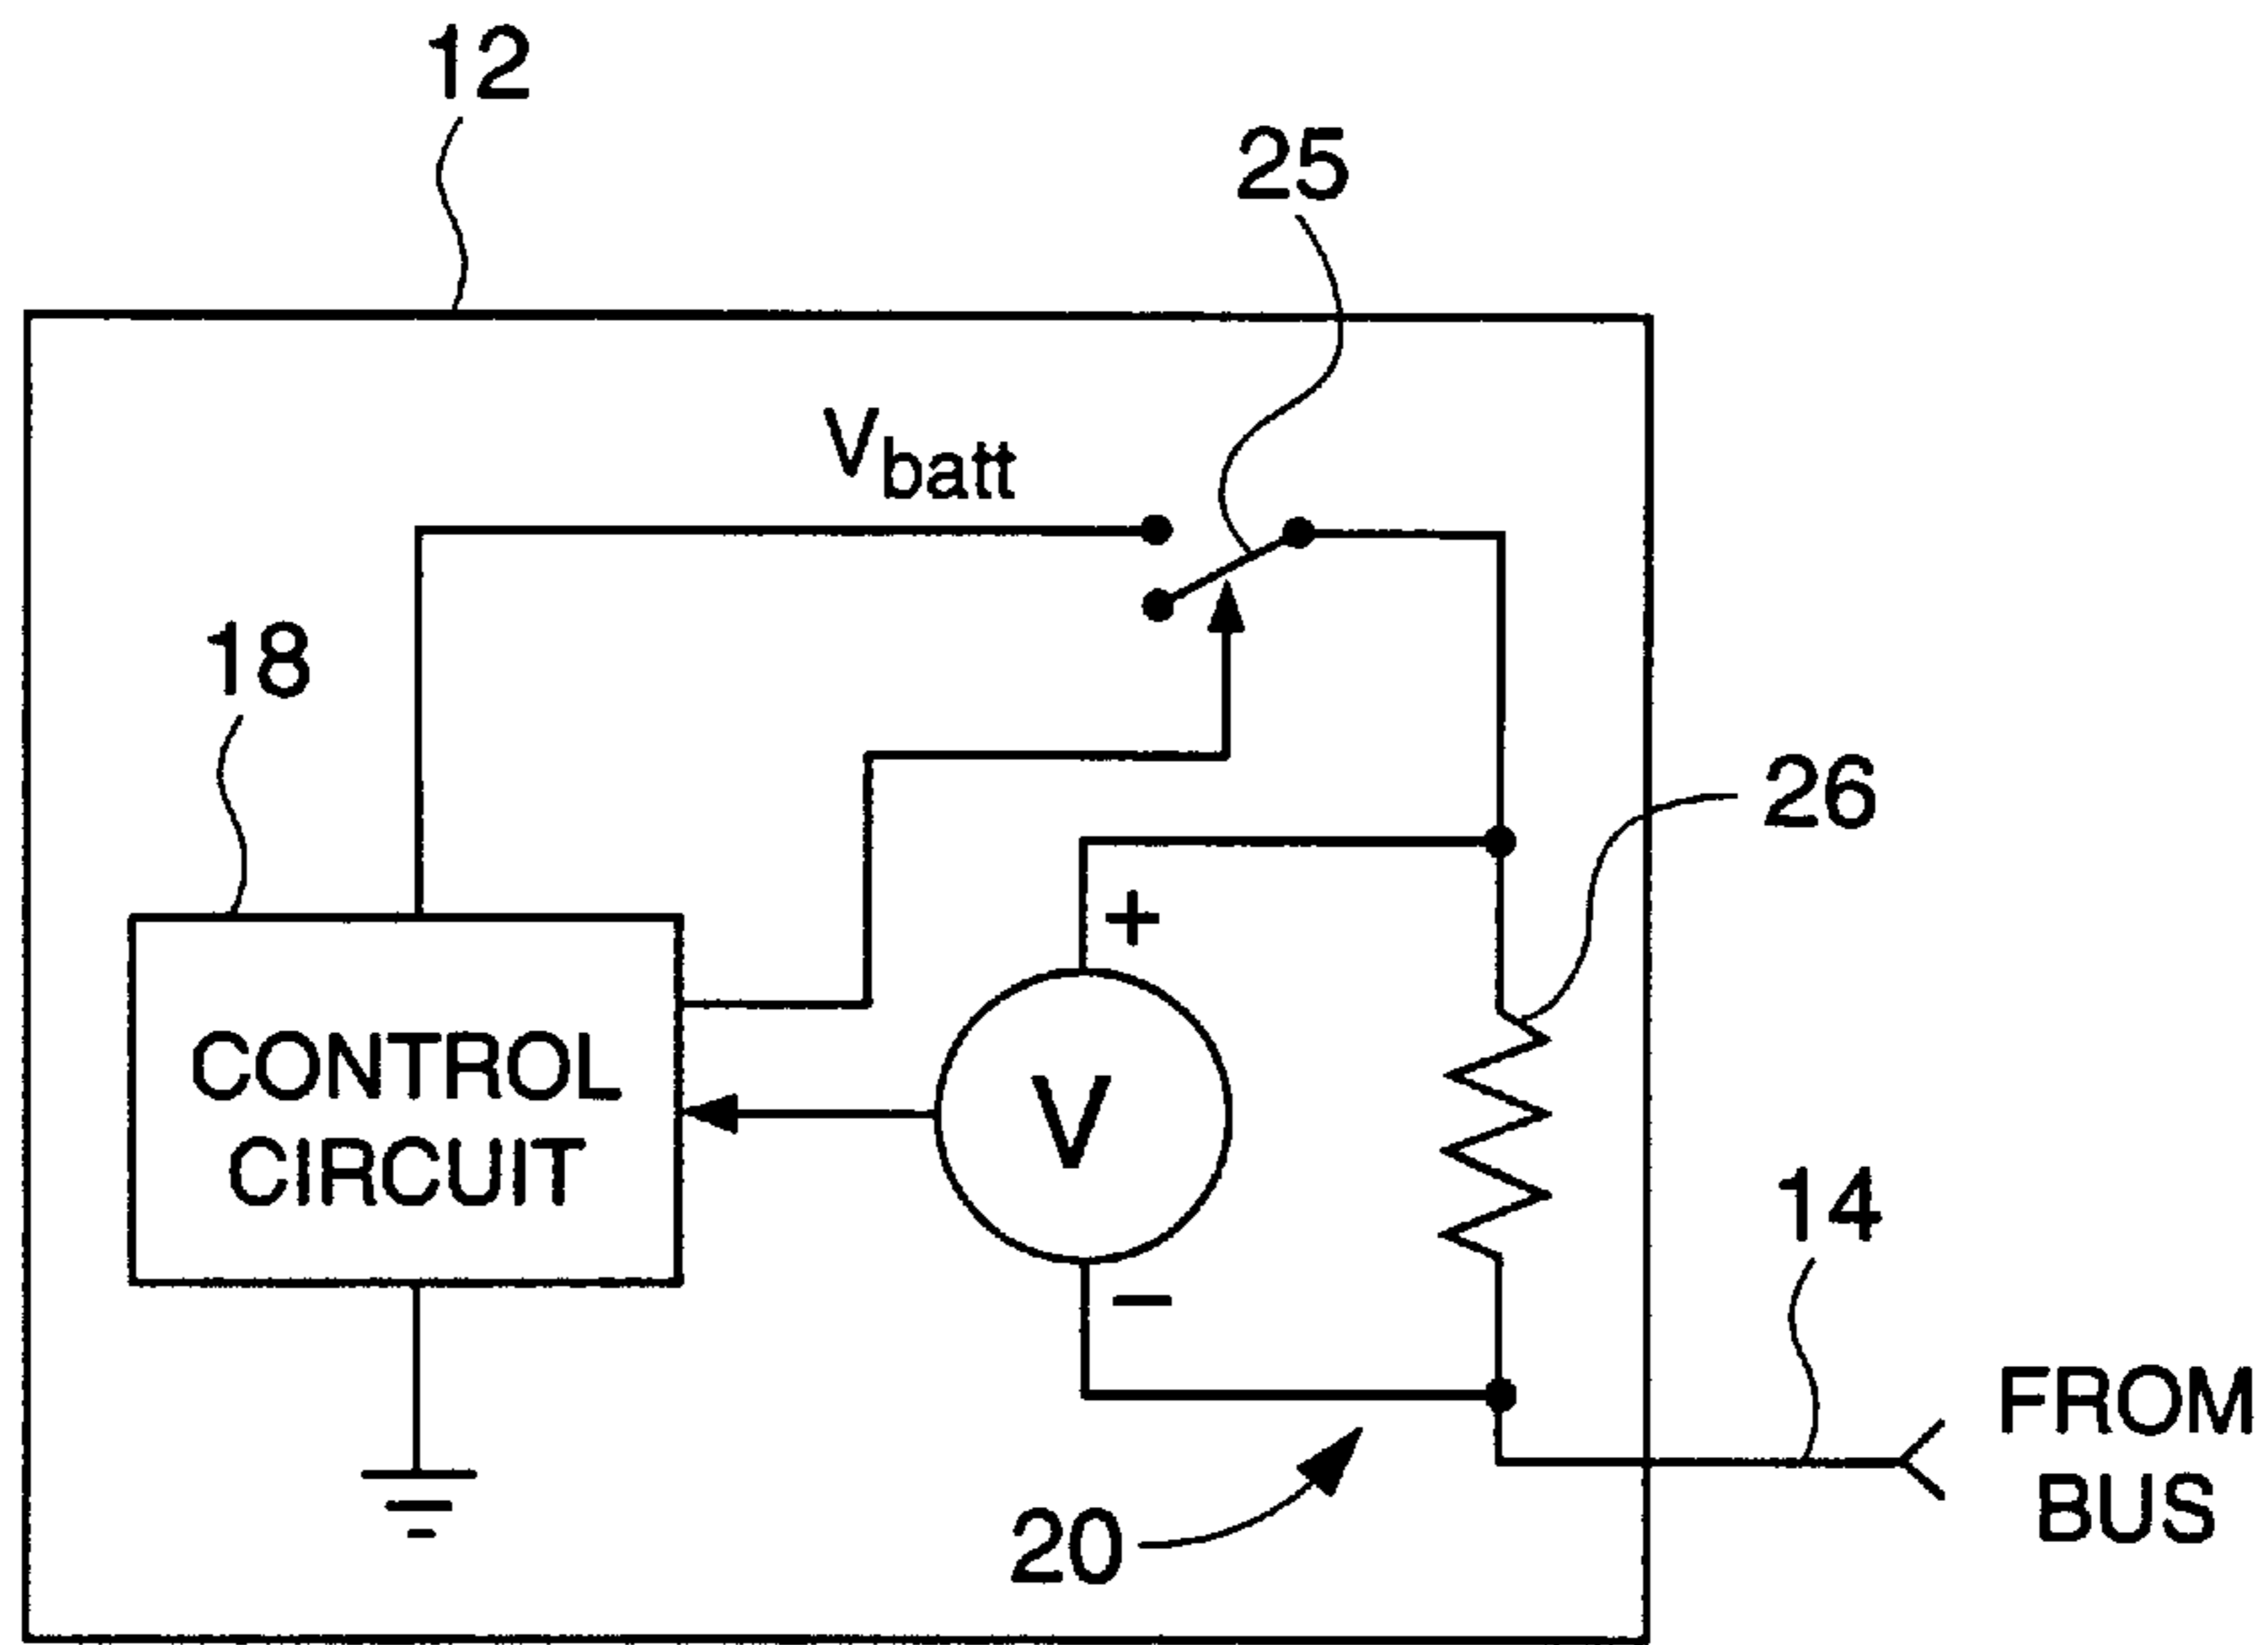 12
25
Vbatt
18
26
+
CONTROL
CIRCUIT
V
14
−
FROM
BUS
20